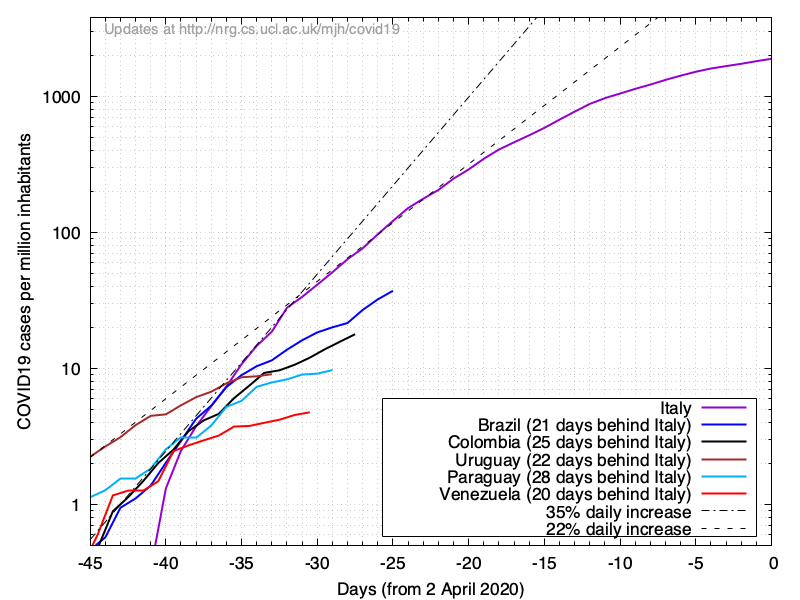 Updates at http://nrg.cs.ucl.ac.uk/mjh/covid19
COVID19 cases per million inhabitants
1000
100
10
1
Italy
Brazil (21 days behind Italy)
Colombia (25 days behind Italy)
Uruguay (22 days behind Italy)
Paraguay (28 days behind Italy)
Venezuela (20 days behind Italy)
35% daily increase
22% daily increase
-45 -40 -35 -30 -25 -20 -15 -10 -5 0
Days (from 2 April 2020)